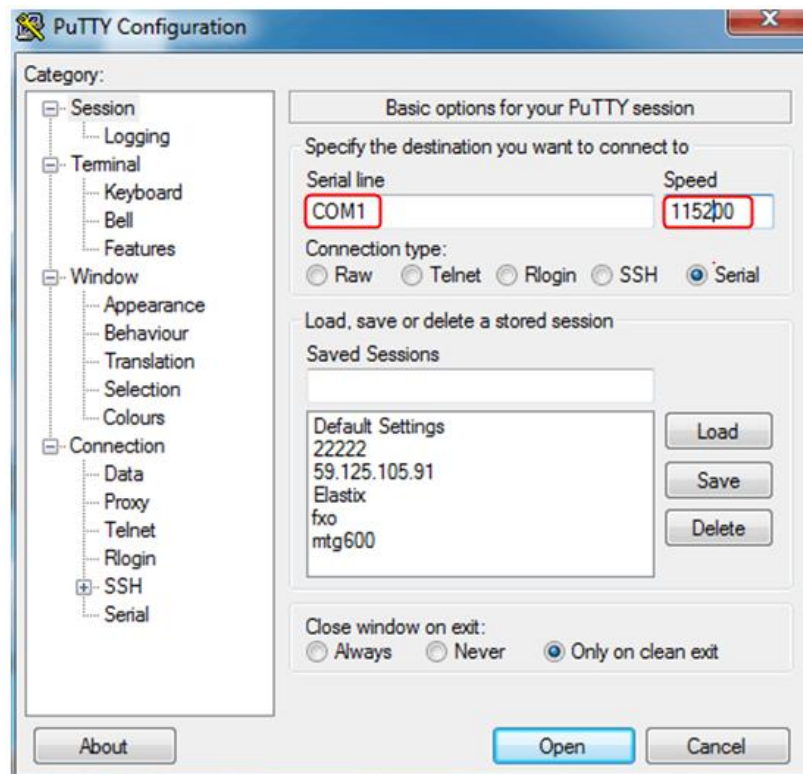 PuTTY Configuration
Category:
Session
Logging
Terminal
Keyboard
Bell
Features
Window
Appearance
Behaviour
Translation
Selection
Colours
Connection
Data
Proxy
Telnet
Rlogin
SSH
Serial
Basic options for your PuTTY session
Specify the destination you want to connect to
Serial line Speed
COM1 115200
Connection type:
Raw Telnet Rlogin SSH Serial
Load, save or delete a stored session
Saved Sessions
Default Settings
22222
59.125.105.91
Elastix
fxo
mtg600
Load
Save
Delete
Close window on exit:
Always Never Only on clean exit
About Open Cancel